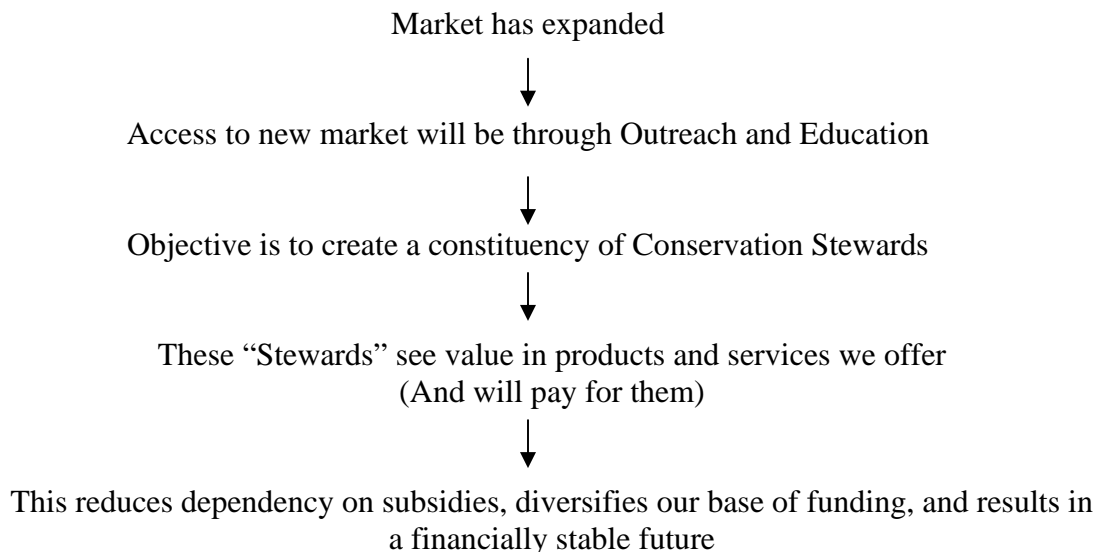 Market has expanded
Access to new market will be through Outreach and Education
Objective is to create a constituency of Conservation Stewards
These “Stewards” see value in products and services we offer
(And will pay for them)
This reduces dependency on subsidies, diversifies our base of funding, and results in
a financially stable future